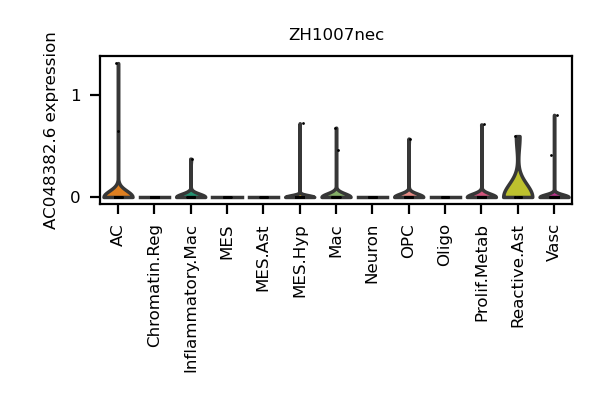 ZH1007nec
AC048382.6 expression
1
0
AC
Chromatin.Reg
Inflammatory.Mac
MES
MES.Ast
MES.Hyp
Mac
Neuron
OPC
Oligo
Prolif.Metab
Reactive.Ast
Vasc